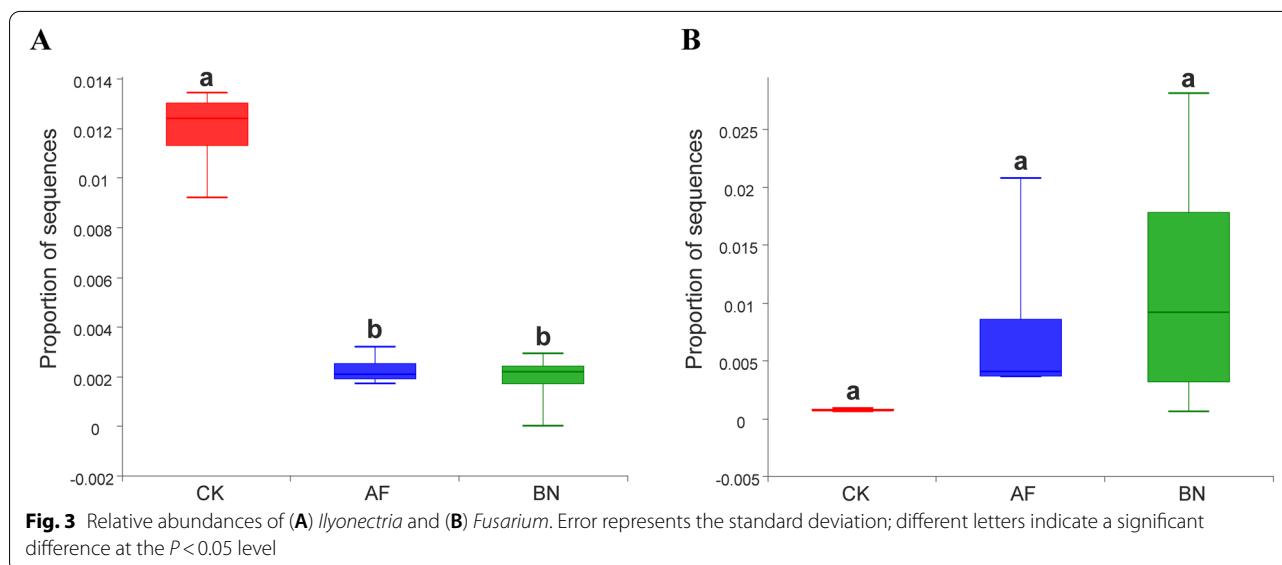 A
Proportion of sequences
0.014
0.012
0.01
0.008
0.006
0.004
0.002
0
-0.002
a
b
b
CK
AF
BN
B
Proportion of sequences
0.025
0.02
0.015
0.01
0.005
0
-0.005
a
a
a
CK
AF
BN
Fig. 3 Relative abundances of (A) Ilyonectria and (B) Fusarium. Error represents the standard deviation; different letters indicate a significant
difference at the P < 0.05 level